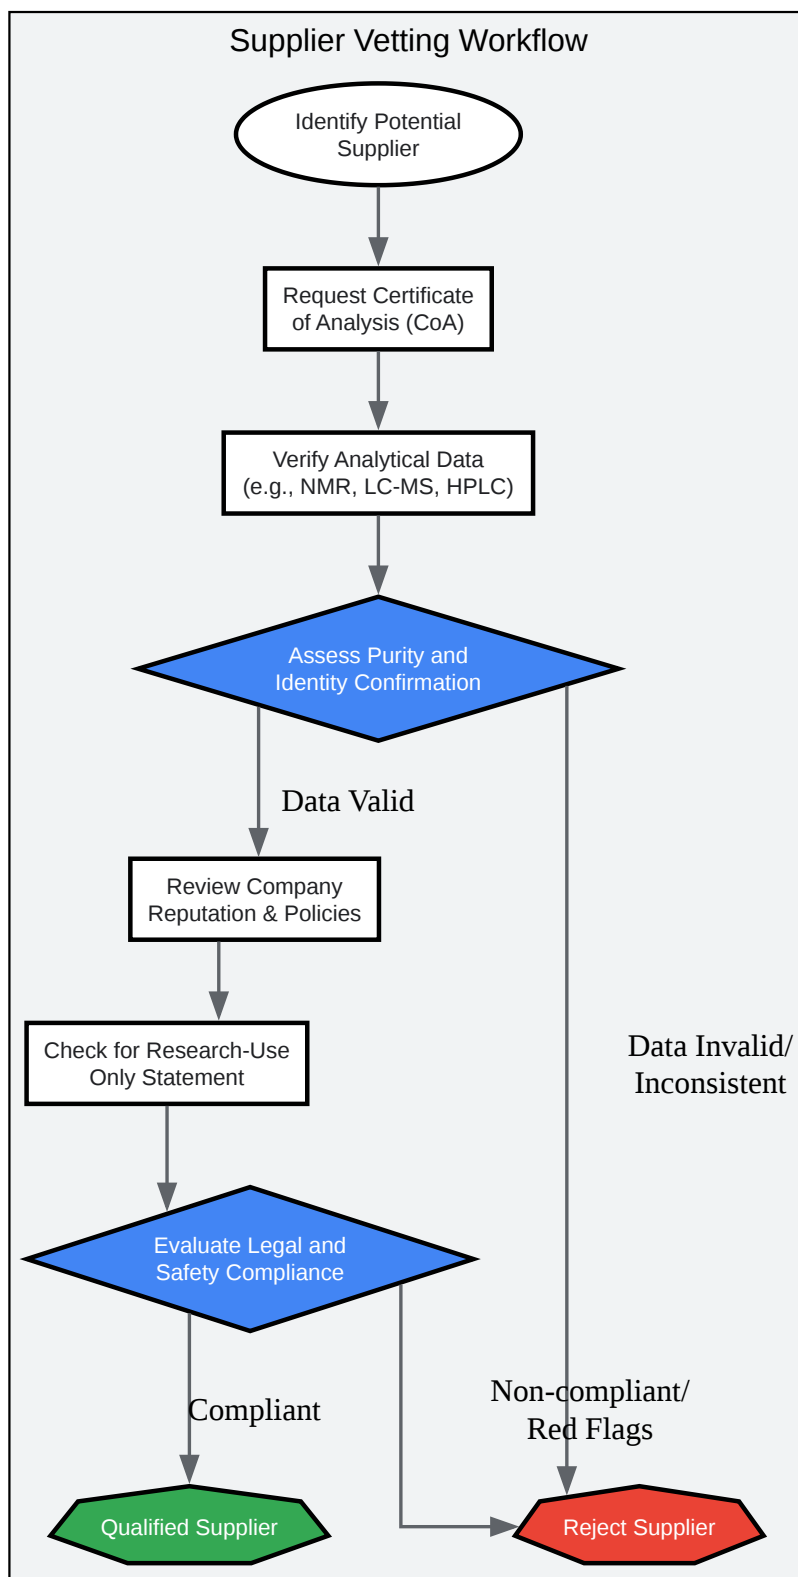 Supplier Vetting Workflow
Identify Potential
Supplier
Request Certificate
of Analysis (CoA)
Verify Analytical Data
(e.g., NMR, LC-MS, HPLC)
Assess Purity and
Identity Confirmation
Data Valid
Review Company
Reputation & Policies
Check for Research-Use
Only Statement
Data Invalid/
Inconsistent
Evaluate Legal and
Safety Compliance
Compliant
Non-compliant/
Red Flags
Qualified Supplier
Reject Supplier